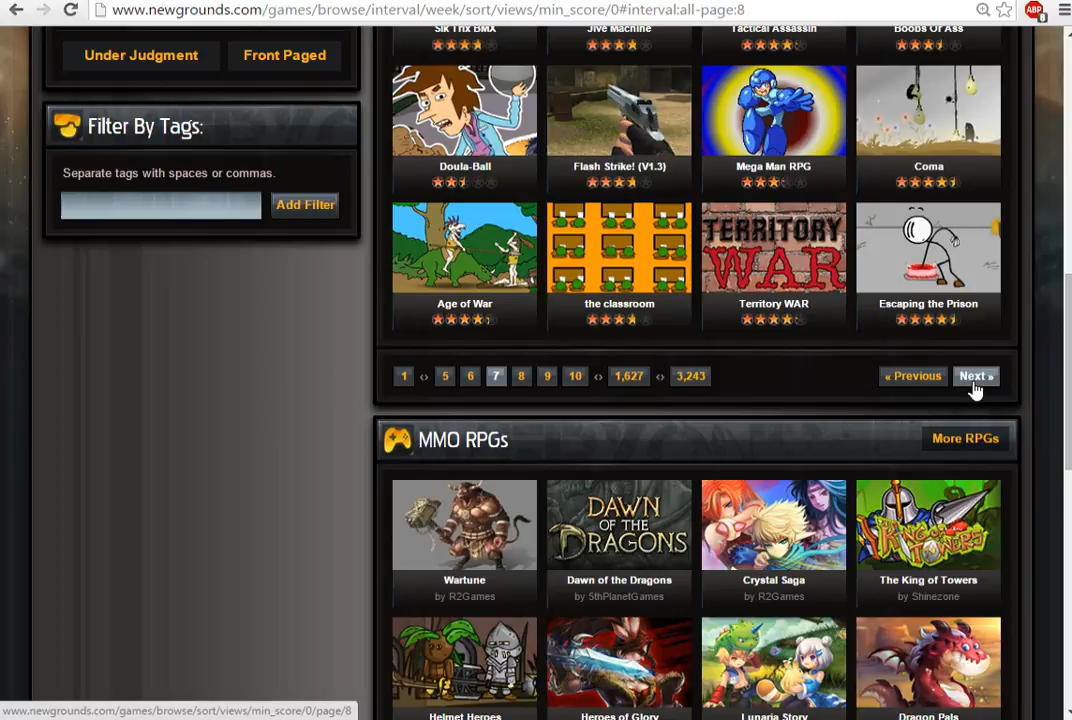 www.newgrounds.com/games/browse/interval/week/sort/views/min_score/0#interval:all-page:8
ABP
8
Under Judgment
Front Paged
Filter By Tags:
Separate tags with spaces or commas.
Add Filter
Sik Trix BMX
Jive Machine
Tactical Assassin
Boobs Of Ass
Doula-Ball
Flash Strike! (V1.3)
Mega Man RPG
Coma
TERRITORY
WAR
Age of War
the classroom
Territory WAR
Escaping the Prison
1 ‹› 5 6 7 8 9 10 ‹› 1,627 ‹› 3,243
« Previous
Next »
MMO RPGs
More RPGs
DAWN
OF THE
DRAGONS
KING OF
TOWERS
Wartune
Dawn of the Dragons
Crystal Saga
The King of Towers
by R2Games
by 5thPlanetGames
by R2Games
by Shinezone
Helmet Heroes
Heroes of Glory
Lunaria Story
Dragon Pals
www.newgrounds.com/games/browse/sort/views/min_score/0/page/8